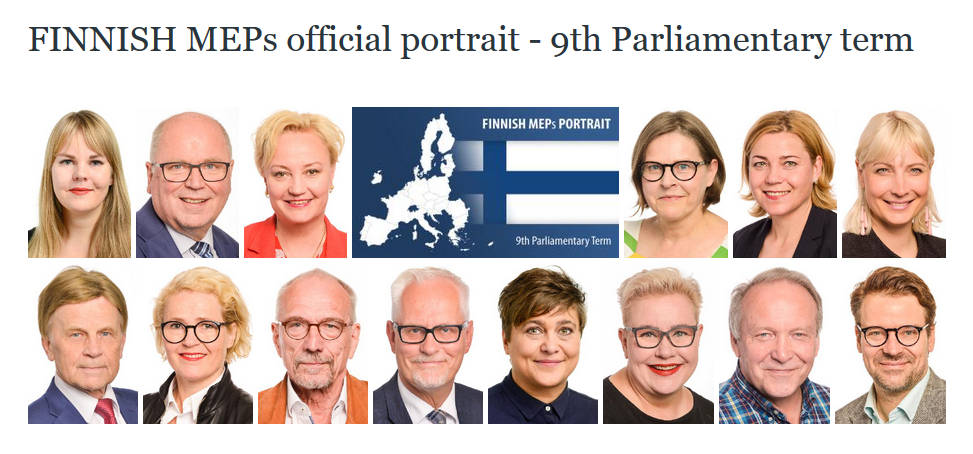 FINNISH MEPs official portrait - 9th Parliamentary term
FINNISH MEPs PORTRAIT
9th Parliamentary Term